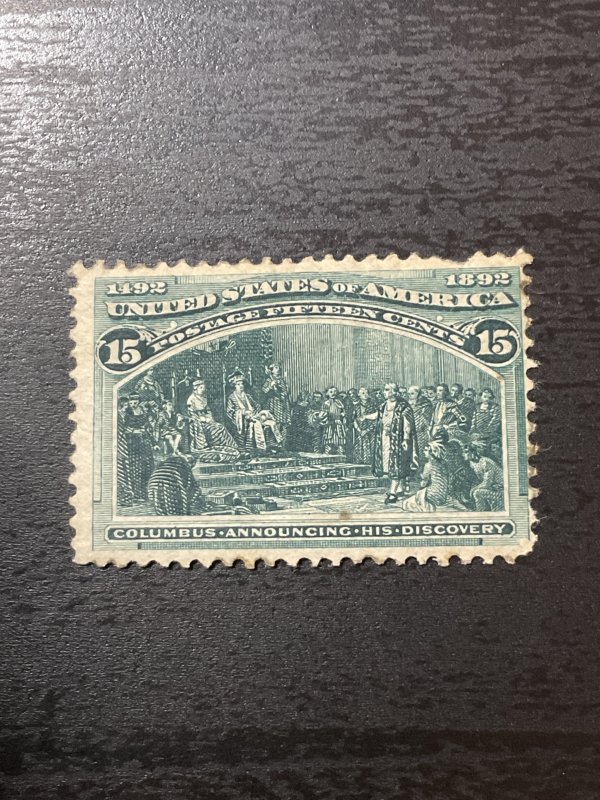 1492 1892
UNITED STATES OF AMERICA
POSTAGE FIFTEEN CENTS
15 15
COLUMBUS·ANNOUNCING·HIS·DISCOVERY